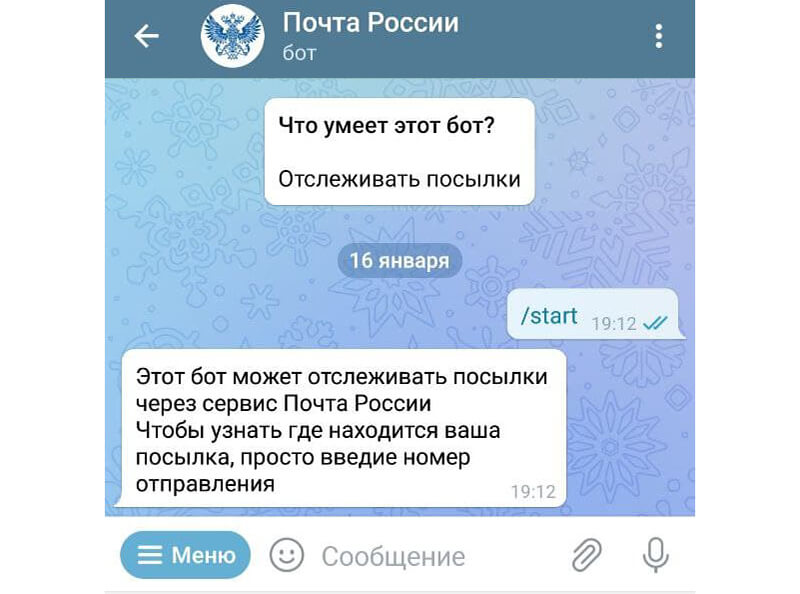 Почта России
бот
Что умеет этот бот?
Отслеживать посылки
16 января
/start 19:12
Этот бот может отслеживать посылки
через сервис Почта России
Чтобы узнать где находится ваша
посылка, просто введие номер
отправления
19:12
Меню
Сообщение